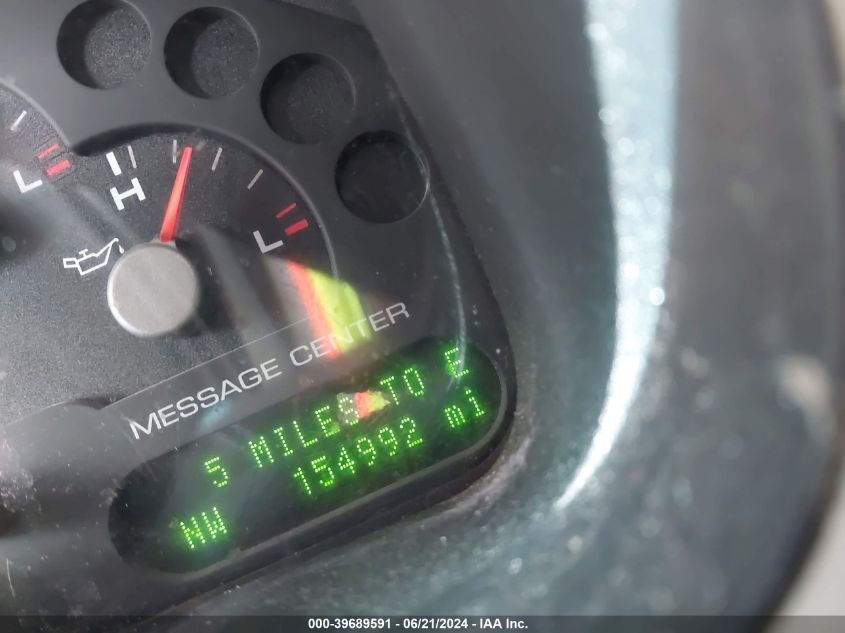 L
H
L
MESSAGE CENTER
5 MILES TO E
NW 154992 mi
000-39689591 - 06/21/2024 - IAA Inc.